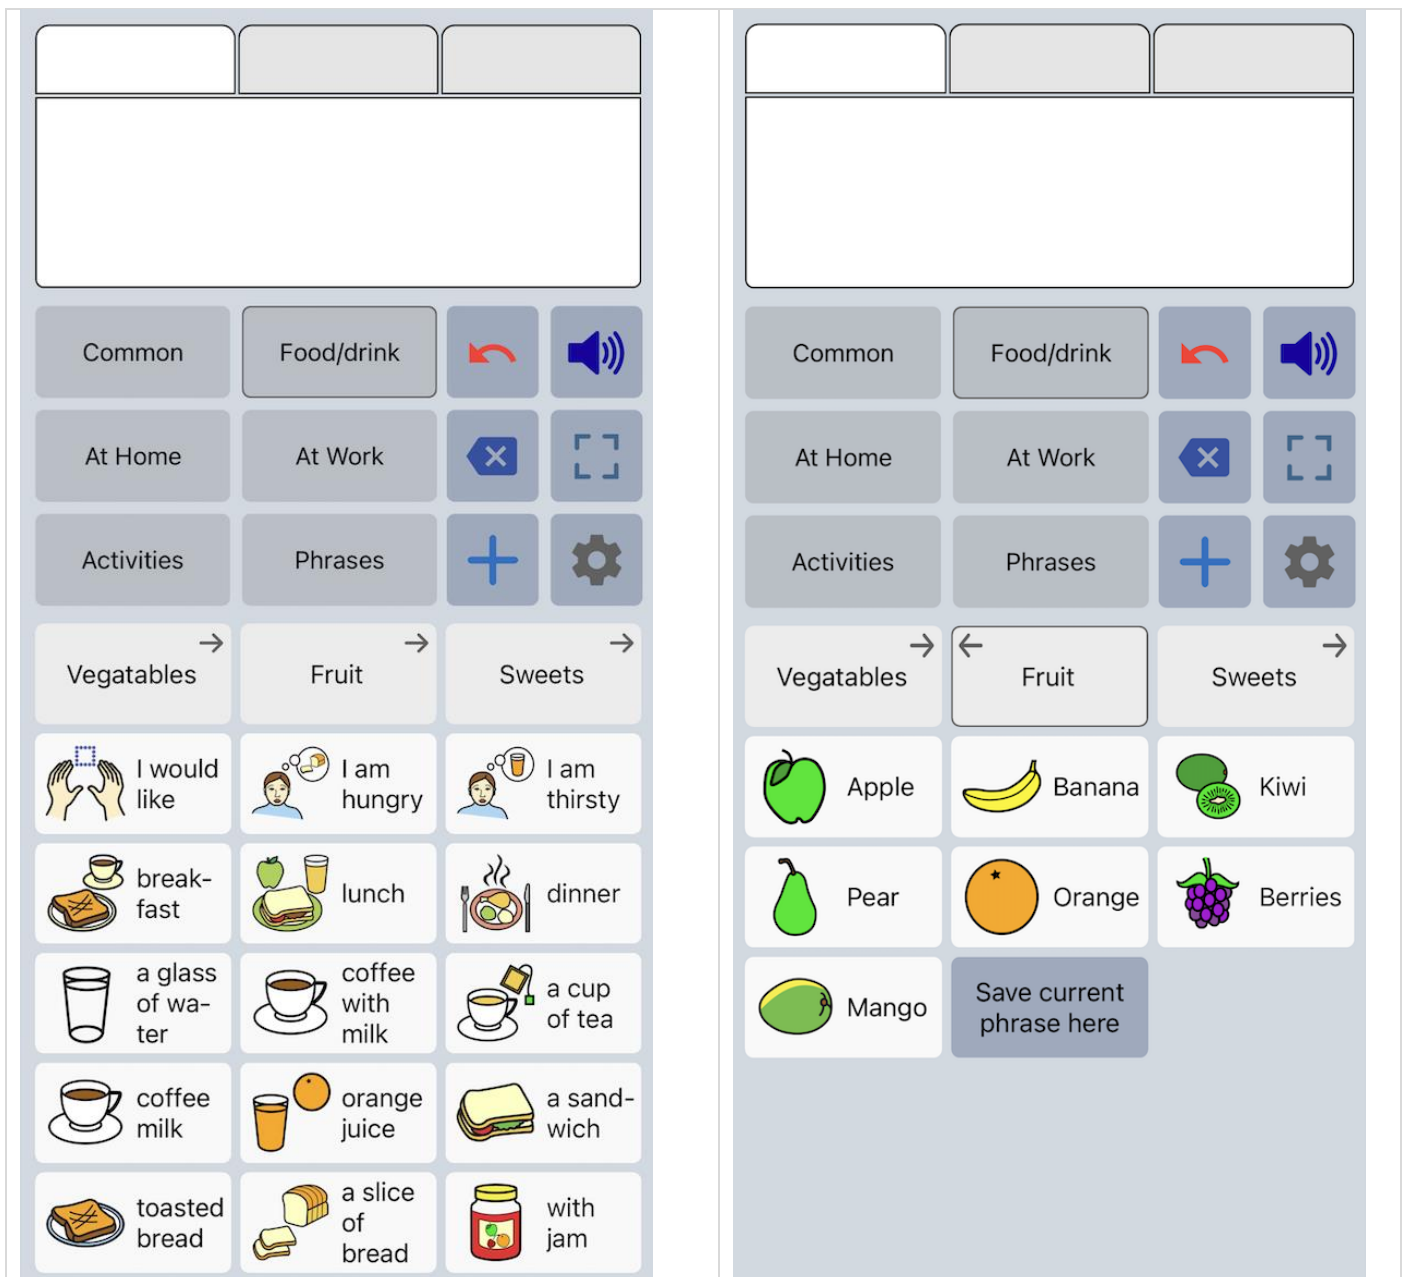 Common
Food/drink
At Home
At Work
Activities
Phrases
Vegatables
Fruit
Sweets
I would
like
I am
hungry
I am
thirsty
break-
fast
lunch
dinner
a glass
of wa-
ter
coffee
with
milk
a cup
of tea
coffee
milk
orange
juice
a sand-
wich
toasted
bread
a slice
of
bread
with
jam
Common
Food/drink
At Home
At Work
Activities
Phrases
Vegatables
Fruit
Sweets
Apple
Banana
Kiwi
Pear
Orange
Berries
Mango
Save current
phrase here